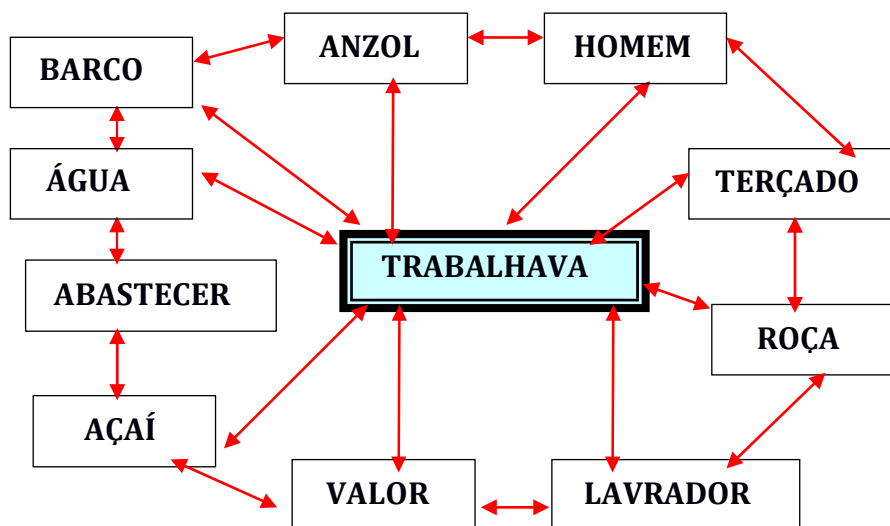 ANZOL
HOMEM
BARCO
ÁGUA
TERÇADO
TRABALHAVA
ABASTECER
ROÇA
AÇAÍ
VALOR
LAVRADOR